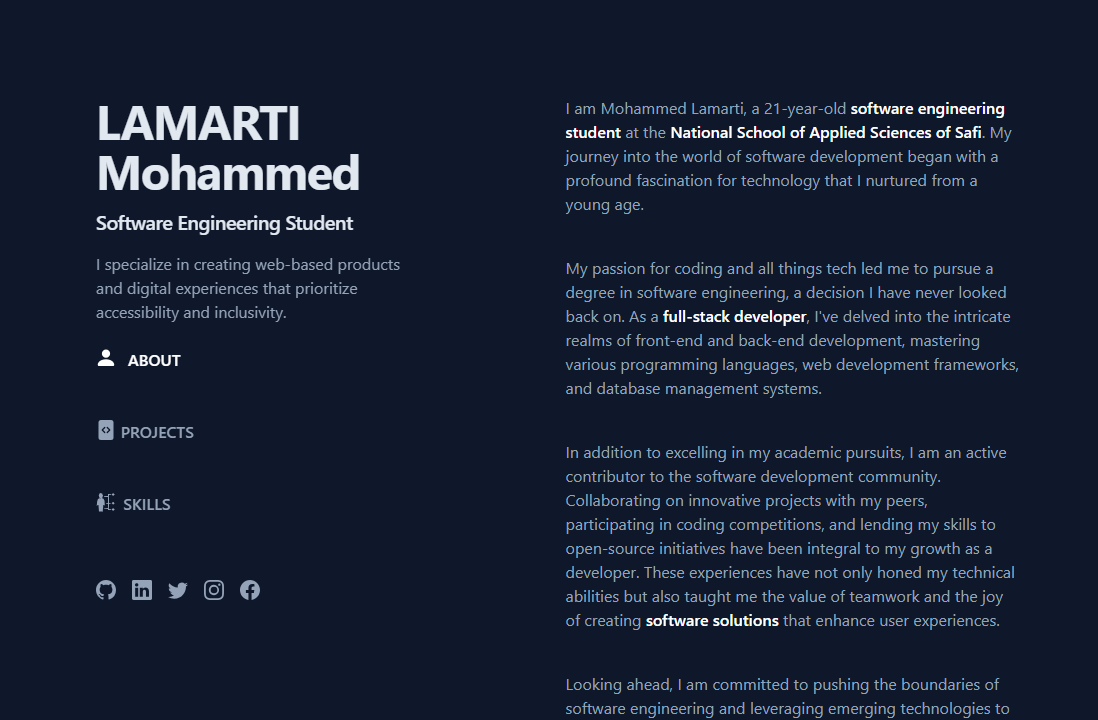 LAMARTI
Mohammed
Software Engineering Student
I specialize in creating web-based products
and digital experiences that prioritize
accessibility and inclusivity.
ABOUT
PROJECTS
SKILLS
I am Mohammed Lamarti, a 21-year-old software engineering
student at the National School of Applied Sciences of Safi. My
journey into the world of software development began with a
profound fascination for technology that I nurtured from a
young age.
My passion for coding and all things tech led me to pursue a
degree in software engineering, a decision I have never looked
back on. As a full-stack developer, I've delved into the intricate
realms of front-end and back-end development, mastering
various programming languages, web development frameworks,
and database management systems.
In addition to excelling in my academic pursuits, I am an active
contributor to the software development community.
Collaborating on innovative projects with my peers,
participating in coding competitions, and lending my skills to
open-source initiatives have been integral to my growth as a
developer. These experiences have not only honed my technical
abilities but also taught me the value of teamwork and the joy
of creating software solutions that enhance user experiences.
Looking ahead, I am committed to pushing the boundaries of
software engineering and leveraging emerging technologies to